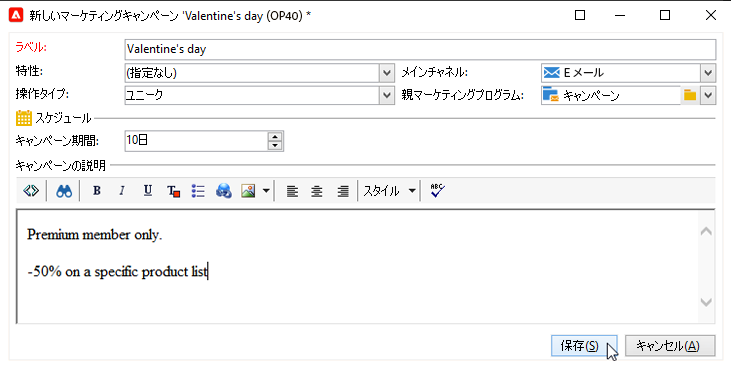 新しいマーケティングキャンペーン 'Valentine's day (OP40) *
ラベル: Valentine's day
特性: (指定なし) メインチャネル: Eメール
操作タイプ: ユニーク 親マーケティングプログラム: キャンペーン
スケジュール
キャンペーン期間: 10日
キャンペーンの説明
B I U T スタイル ABC
Premium member only.
-50% on a specific product list
保存(S) キャンセル(A)